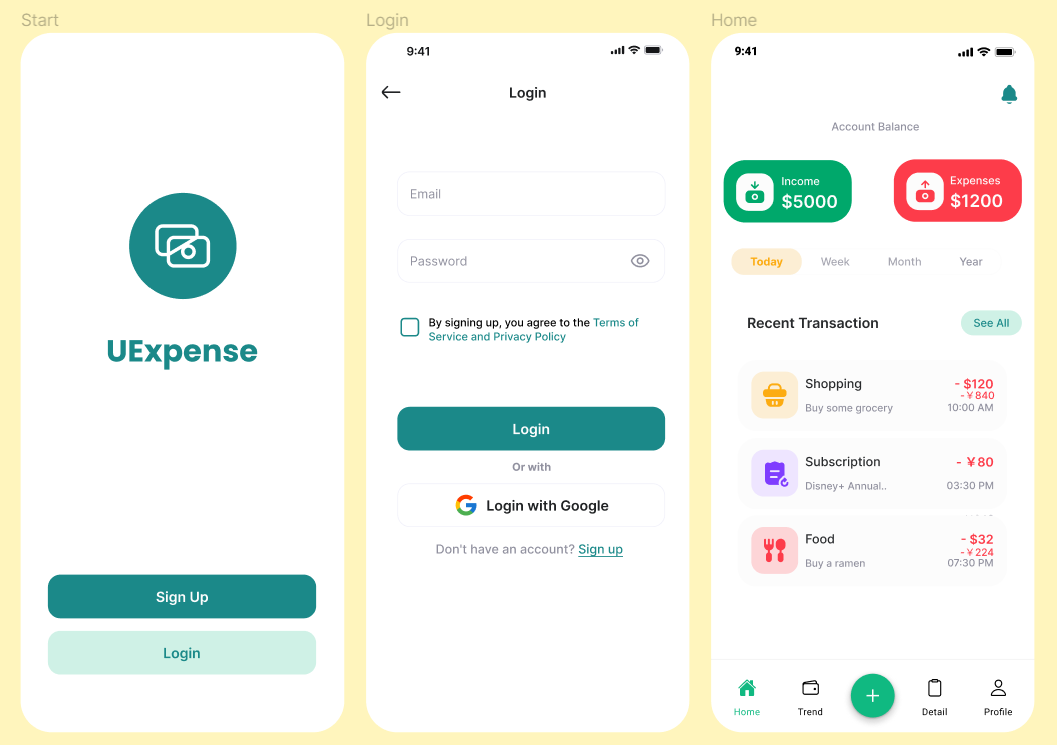 Start
UExpense
Sign Up
Login
Login
9:41
Login
Email
Password
By signing up, you agree to the Terms of
Service and Privacy Policy
Login
Or with
Login with Google
Don't have an account? Sign up
Home
9:41
Account Balance
Income
$5000
Expenses
$1200
Today Week Month Year
Recent Transaction See All
Shopping - $120
-￥840
Buy some grocery 10:00 AM
Subscription - ￥80
Disney+ Annual.. 03:30 PM
Food - $32
-￥224
Buy a ramen 07:30 PM
Home Trend + Detail Profile